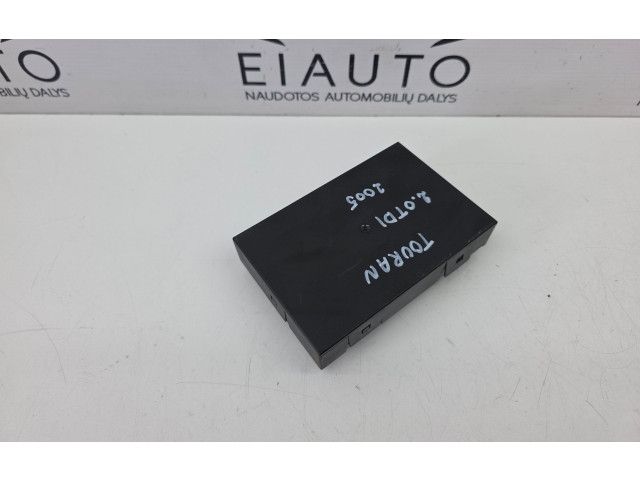 EIAUTO
NAUDOTOS AUTOMOBILIŲ DALYS
TOURAN
2.0TDI
2005